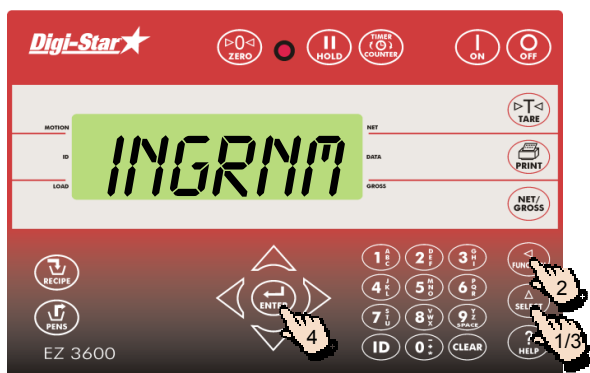 Digi-Star
ZERO
HOLD
TIMER
COUNTER
ON
OFF
T
TARE
MOTION
NET
INGRNM
ID
DATA
PRINT
LOAD
GROSS
NET/
GROSS
RECIPE
1 ABC
2 DEF
3 GHI
FUNC
2
ENTER
4
4 JKL
5 MNO
6 PQR
SELECT
1/3
PENS
7 STU
8 VWX
9 YZ
SPACE
EZ 3600
ID
0
CLEAR
?
HELP